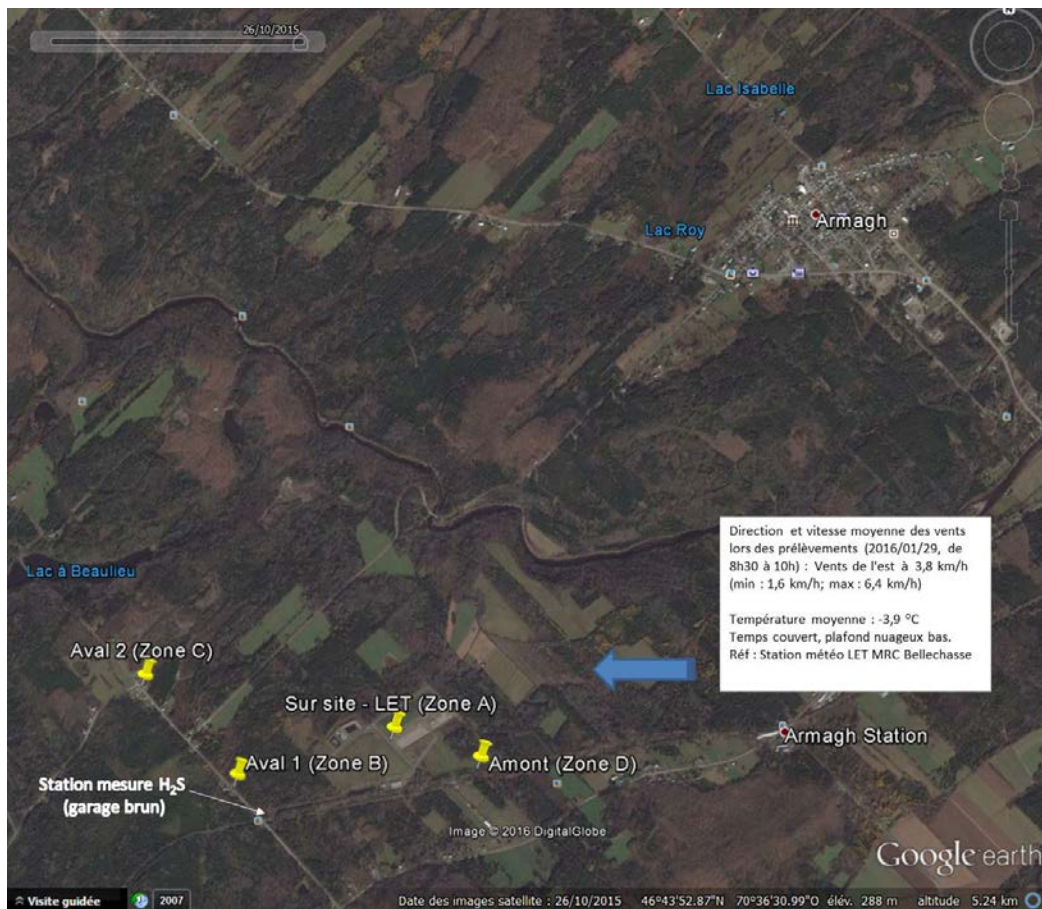 26/10/2015
N
Lac Isabelle
Armagh
Lac Roy
Direction et vitesse moyenne des vents
lors des prélèvements (2016/01/29, de
8h30 à 10h) : Vents de l'est à 3,8 km/h
(min : 1,6 km/h; max : 6,4 km/h)
Température moyenne : -3,9 °C
Temps couvert, plafond nuageux bas.
Réf : Station météo LET MRC Bellechasse
Lac à Beaulieu
Aval 2 (Zone C)
Sur site - LET (Zone A)
Armagh Station
Aval 1 (Zone B)
Amont (Zone D)
Station mesure H₂S
(garage brun)
Image © 2016 DigitalGlobe
Google earth
Visite guidée
2007
Date des images satellite : 26/10/2015 46°43'52.87"N 70°36'30.99"O élév. 288 m altitude 5.24 km